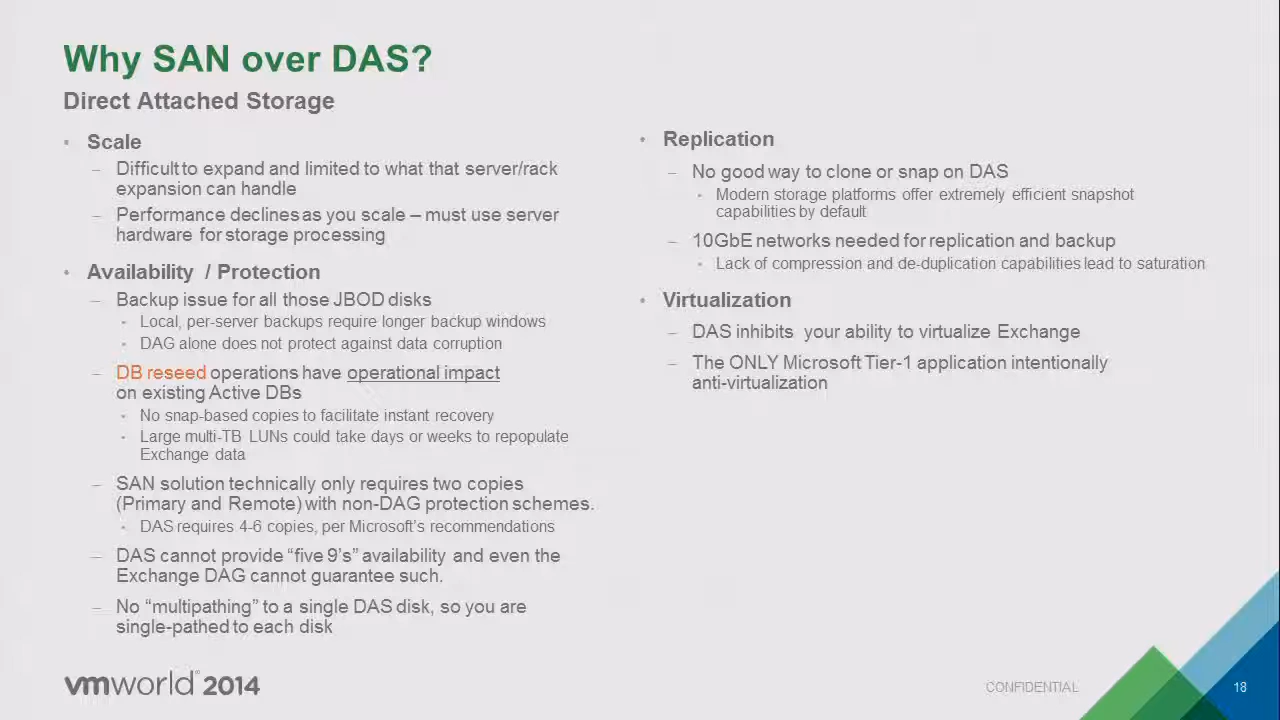 Why SAN over DAS?
Direct Attached Storage
• Scale
– Difficult to expand and limited to what that server/rack
expansion can handle
– Performance declines as you scale – must use server
hardware for storage processing
• Availability / Protection
– Backup issue for all those JBOD disks
• Local, per-server backups require longer backup windows
• DAG alone does not protect against data corruption
– DB reseed operations have operational impact
on existing Active DBs
• No snap-based copies to facilitate instant recovery
• Large multi-TB LUNs could take days or weeks to repopulate
Exchange data
– SAN solution technically only requires two copies
(Primary and Remote) with non-DAG protection schemes.
• DAS requires 4-6 copies, per Microsoft’s recommendations
– DAS cannot provide “five 9’s” availability and even the
Exchange DAG cannot guarantee such.
– No “multipathing” to a single DAS disk, so you are
single-pathed to each disk
• Replication
– No good way to clone or snap on DAS
• Modern storage platforms offer extremely efficient snapshot
capabilities by default
– 10GbE networks needed for replication and backup
• Lack of compression and de-duplication capabilities lead to saturation
• Virtualization
– DAS inhibits your ability to virtualize Exchange
– The ONLY Microsoft Tier-1 application intentionally
anti-virtualization
vmworld® 2014
CONFIDENTIAL
18